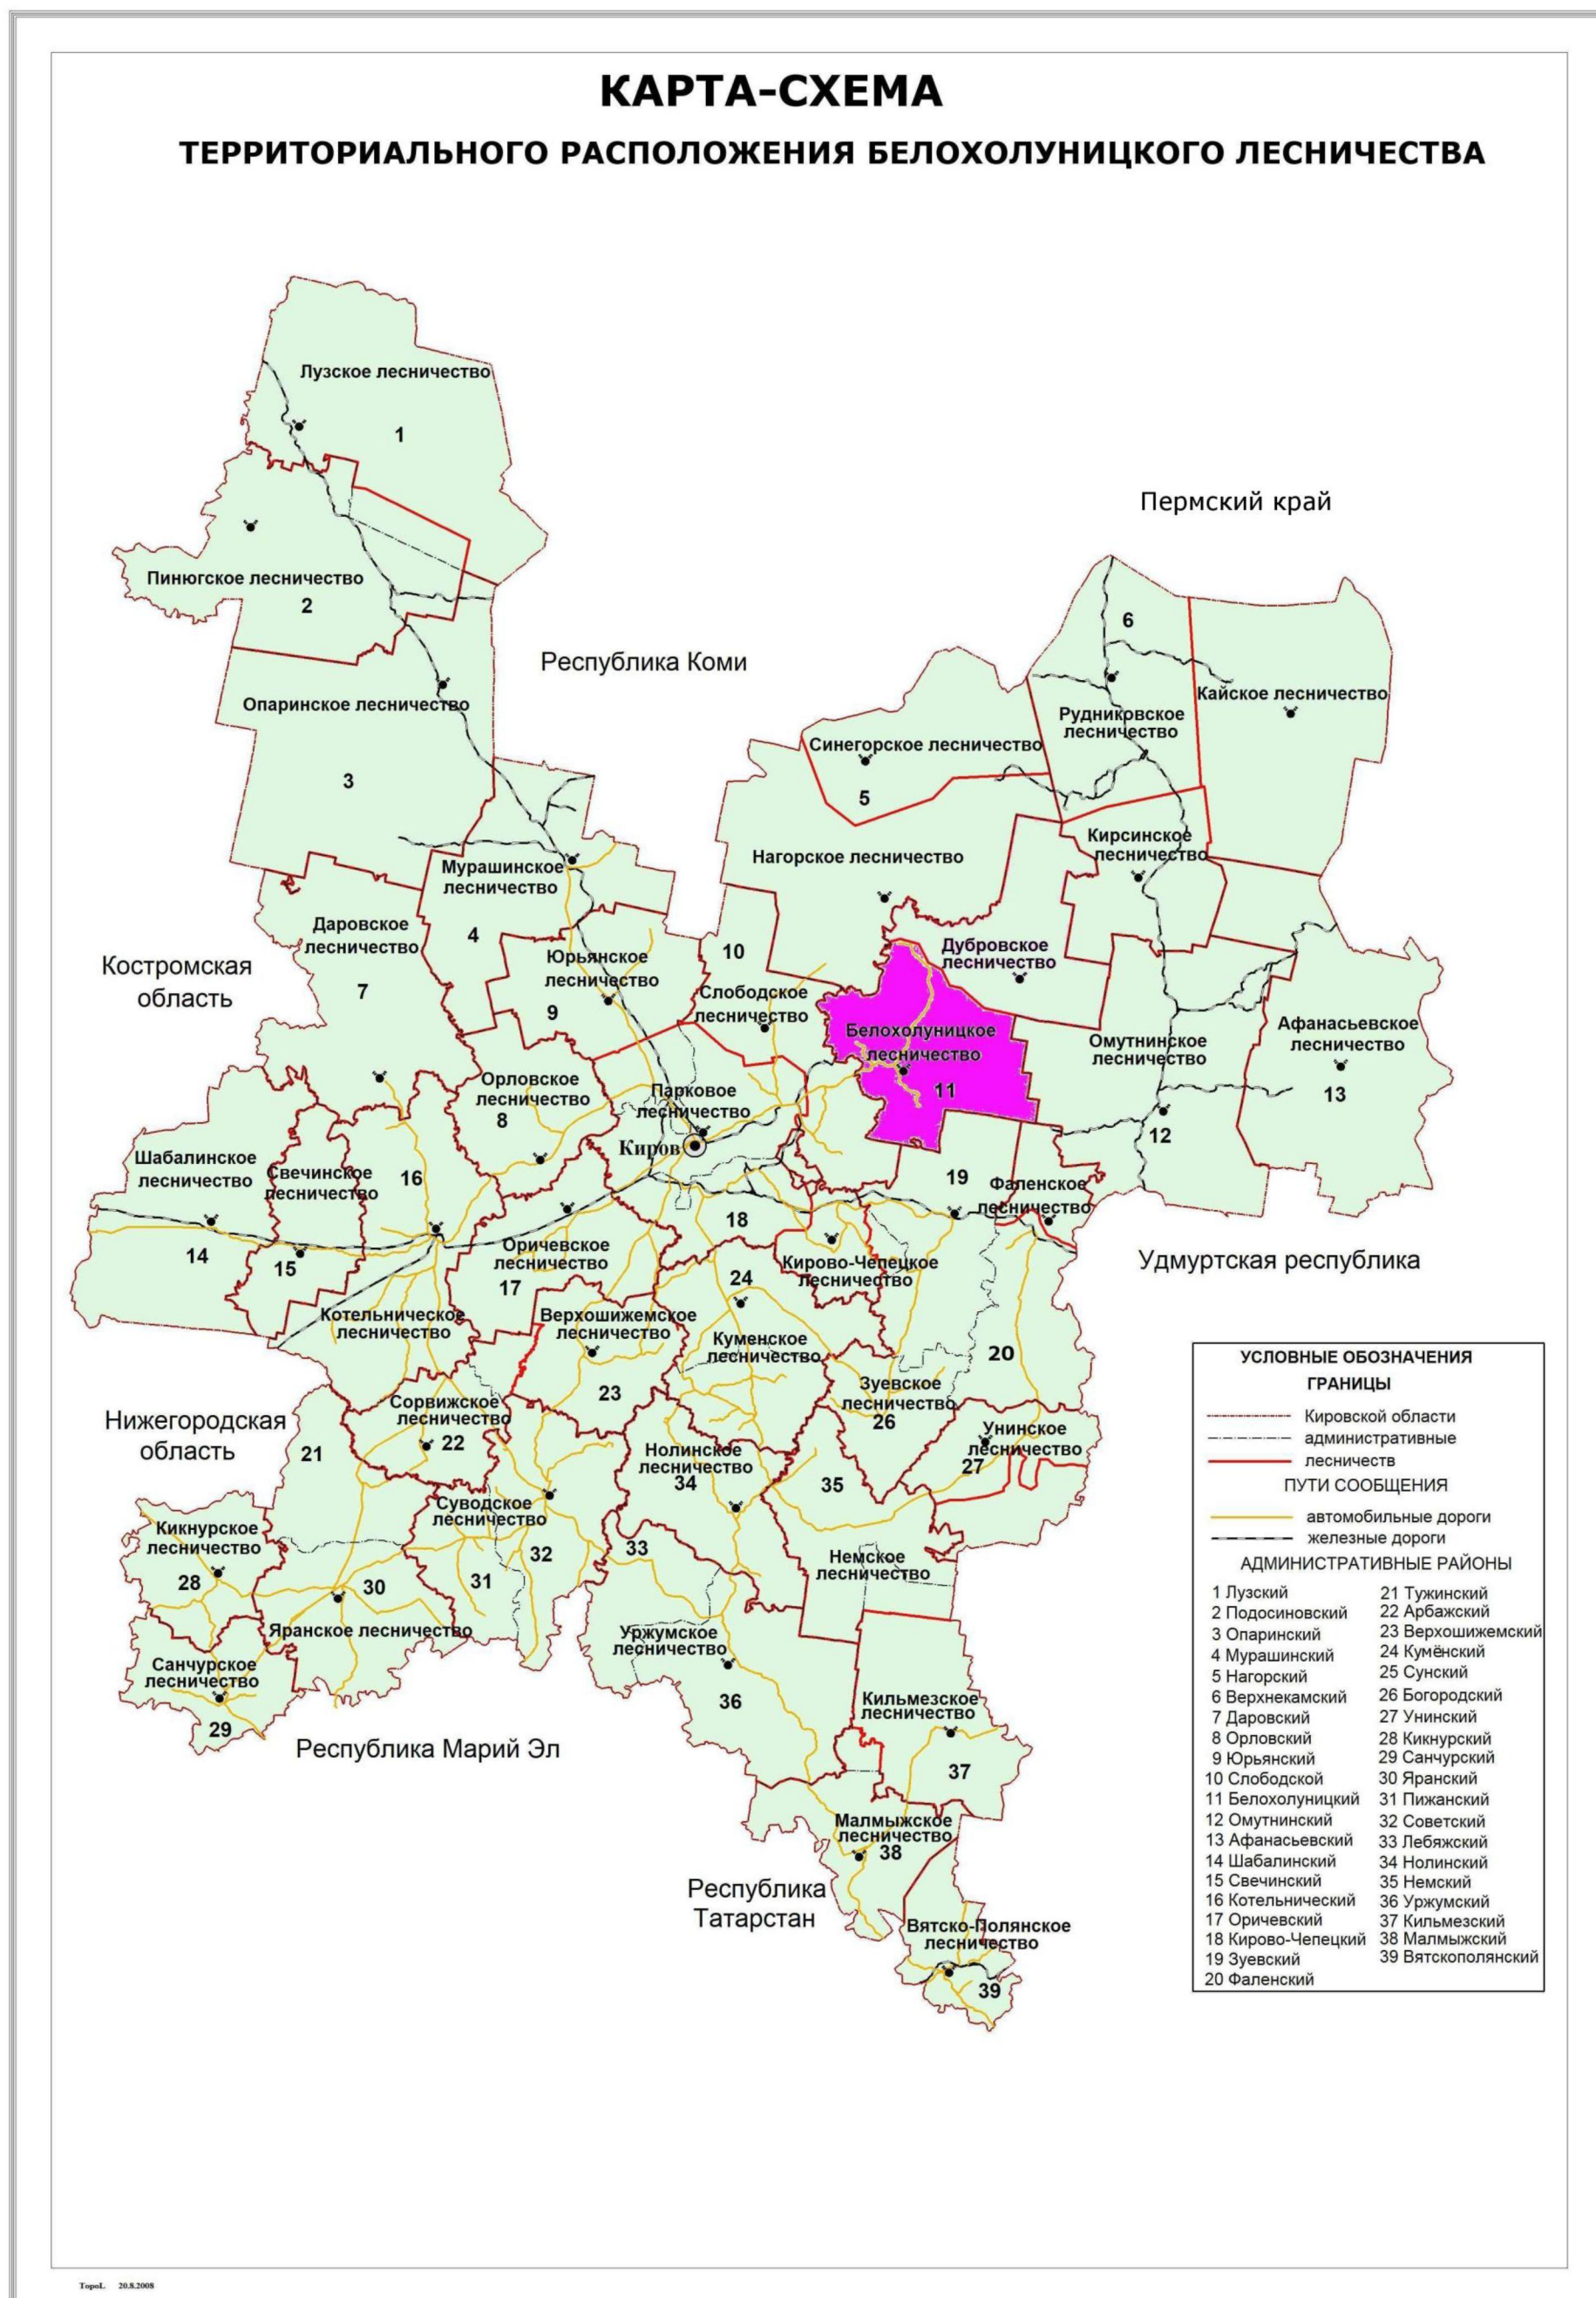 КАРТА-СХЕМА
ТЕРРИТОРИАЛЬНОГО РАСПОЛОЖЕНИЯ БЕЛОХОЛУНИЦКОГО ЛЕСНИЧЕСТВА
Лузское лесничество
1
Пермский край
Пинюгское лесничество
2
6
Республика Коми
Кайское лесничество
Опаринское лесничество
Рудниковское
лесничество
Синегорское лесничество
3
5
Кирсинское
лесничество
Нагорское лесничество
Мурашинское
лесничество
Даровское
лесничество
4
10
Дубровское
лесничество
Костромская
область
Юрьянское
лесничество
7
9
Слободское
лесничество
Белохолуницкое
лесничество
11
Омутнинское
лесничество
Афанасьевское
лесничество
13
Орловское
лесничество
8
Парковое
лесничество
12
Киров
Шабалинское
лесничество
Свечинское
лесничество
16
19
Фаленское
лесничество
18
14
15
Оричевское
лесничество
17
Кирово-Чепецкое
лесничество
Удмуртская республика
24
Котельническое
лесничество
Верхошижемское
лесничество
Куменское
лесничество
20
23
Зуевское
лесничество
26
Нижегородская
область
21
Сорвижское
лесничество
22
Унинское
лесничество
27
Нолинское
лесничество
34
35
Суводское
лесничество
Кикнурское
лесничество
28
32
33
Немское
лесничество
31
30
Яранское лесничество
Уржумское
лесничество
Санчурское
лесничество
29
36
Кильмезское
лесничество
Республика Марий Эл
37
Малмыжское
лесничество
38
Республика
Татарстан
Вятско-Полянское
лесничество
39
УСЛОВНЫЕ ОБОЗНАЧЕНИЯ
ГРАНИЦЫ
Кировской области
административные
лесничеств
ПУТИ СООБЩЕНИЯ
автомобильные дороги
железные дороги
АДМИНИСТРАТИВНЫЕ РАЙОНЫ
1 Лузский
2 Подосиновский
3 Опаринский
4 Мурашинский
5 Нагорский
6 Верхнекамский
7 Даровский
8 Орловский
9 Юрьянский
10 Слободской
11 Белохолуницкий
12 Омутнинский
13 Афанасьевский
14 Шабалинский
15 Свечинский
16 Котельнический
17 Оричевский
18 Кирово-Чепецкий
19 Зуевский
20 Фаленский
21 Тужинский
22 Арбажский
23 Верхошижемский
24 Кумёнский
25 Сунский
26 Богородский
27 Унинский
28 Кикнурский
29 Санчурский
30 Яранский
31 Пижанский
32 Советский
33 Лебяжский
34 Нолинский
35 Немский
36 Уржумский
37 Кильмезский
38 Малмыжский
39 Вятскополянский
TopoL 20.8.2008